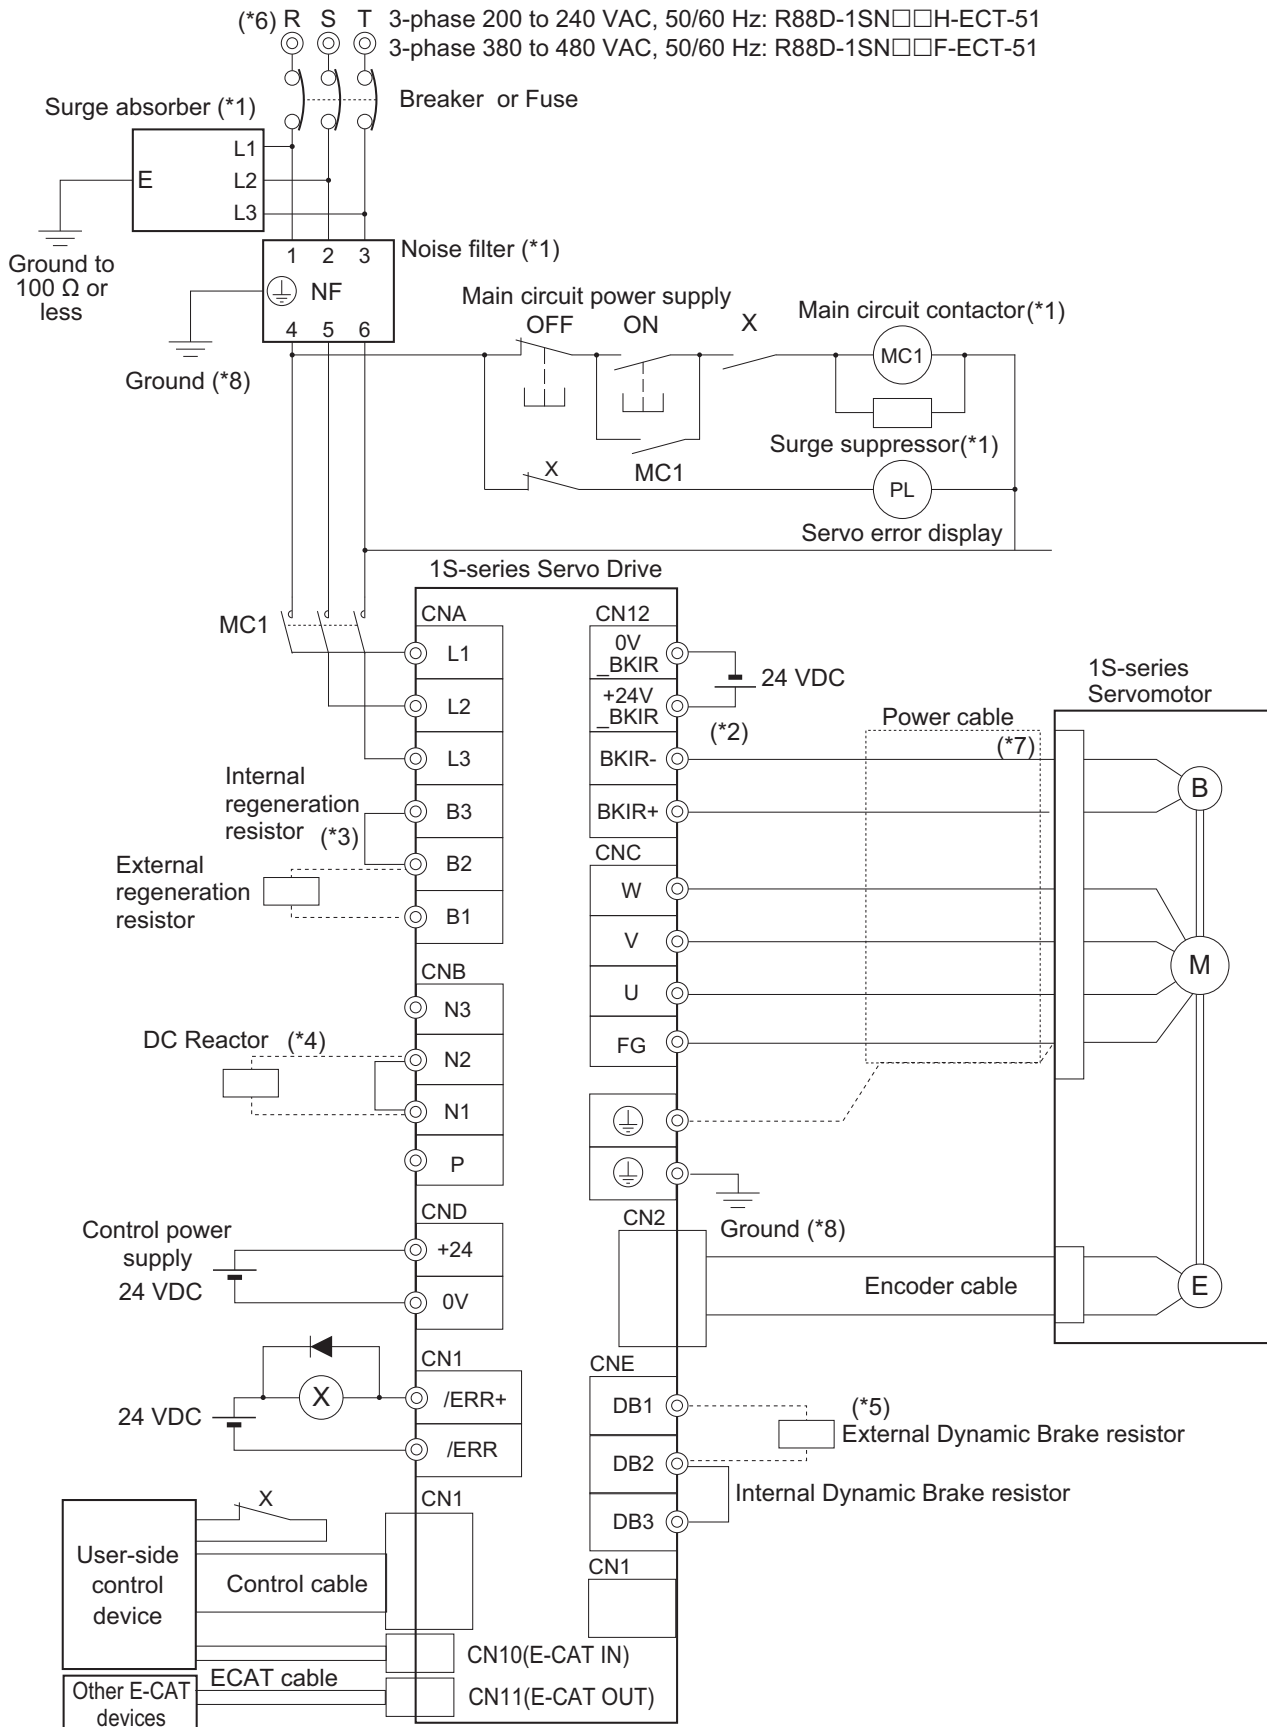 (*6) R S T 3-phase 200 to 240 VAC, 50/60 Hz: R88D-1SN□□H-ECT-51
3-phase 380 to 480 VAC, 50/60 Hz: R88D-1SN□□F-ECT-51
Breaker or Fuse
Surge absorber (*1)
L1
E
L2
L3
Ground to
100 Ω or
less
1 2 3
Noise filter (*1)
NF
4 5 6
Ground (*8)
Main circuit power supply
OFF
ON
X
Main circuit contactor(*1)
MC1
Surge suppressor(*1)
MC1
X
PL
Servo error display
1S-series Servo Drive
MC1
CNA
L1
L2
L3
Internal
regeneration
resistor (*3)
B3
B2
B1
External
regeneration
resistor
CNB
N3
DC Reactor (*4)
N2
N1
P
CND
Control power
supply
24 VDC
+24
0V
CN1
X
24 VDC
/ERR+
/ERR
CN1
X
User-side
control
device
Control cable
CN10(E-CAT IN)
ECAT cable
CN11(E-CAT OUT)
Other E-CAT
devices
CN12
0V
_BKIR
+24V
_BKIR
24 VDC
(*2)
BKIR-
BKIR+
Power cable
(*7)
1S-series
Servomotor
B
CNC
W
V
U
FG
M
Ground (*8)
CN2
Encoder cable
E
CNE
DB1
(*5)
External Dynamic Brake resistor
DB2
Internal Dynamic Brake resistor
DB3
CN1